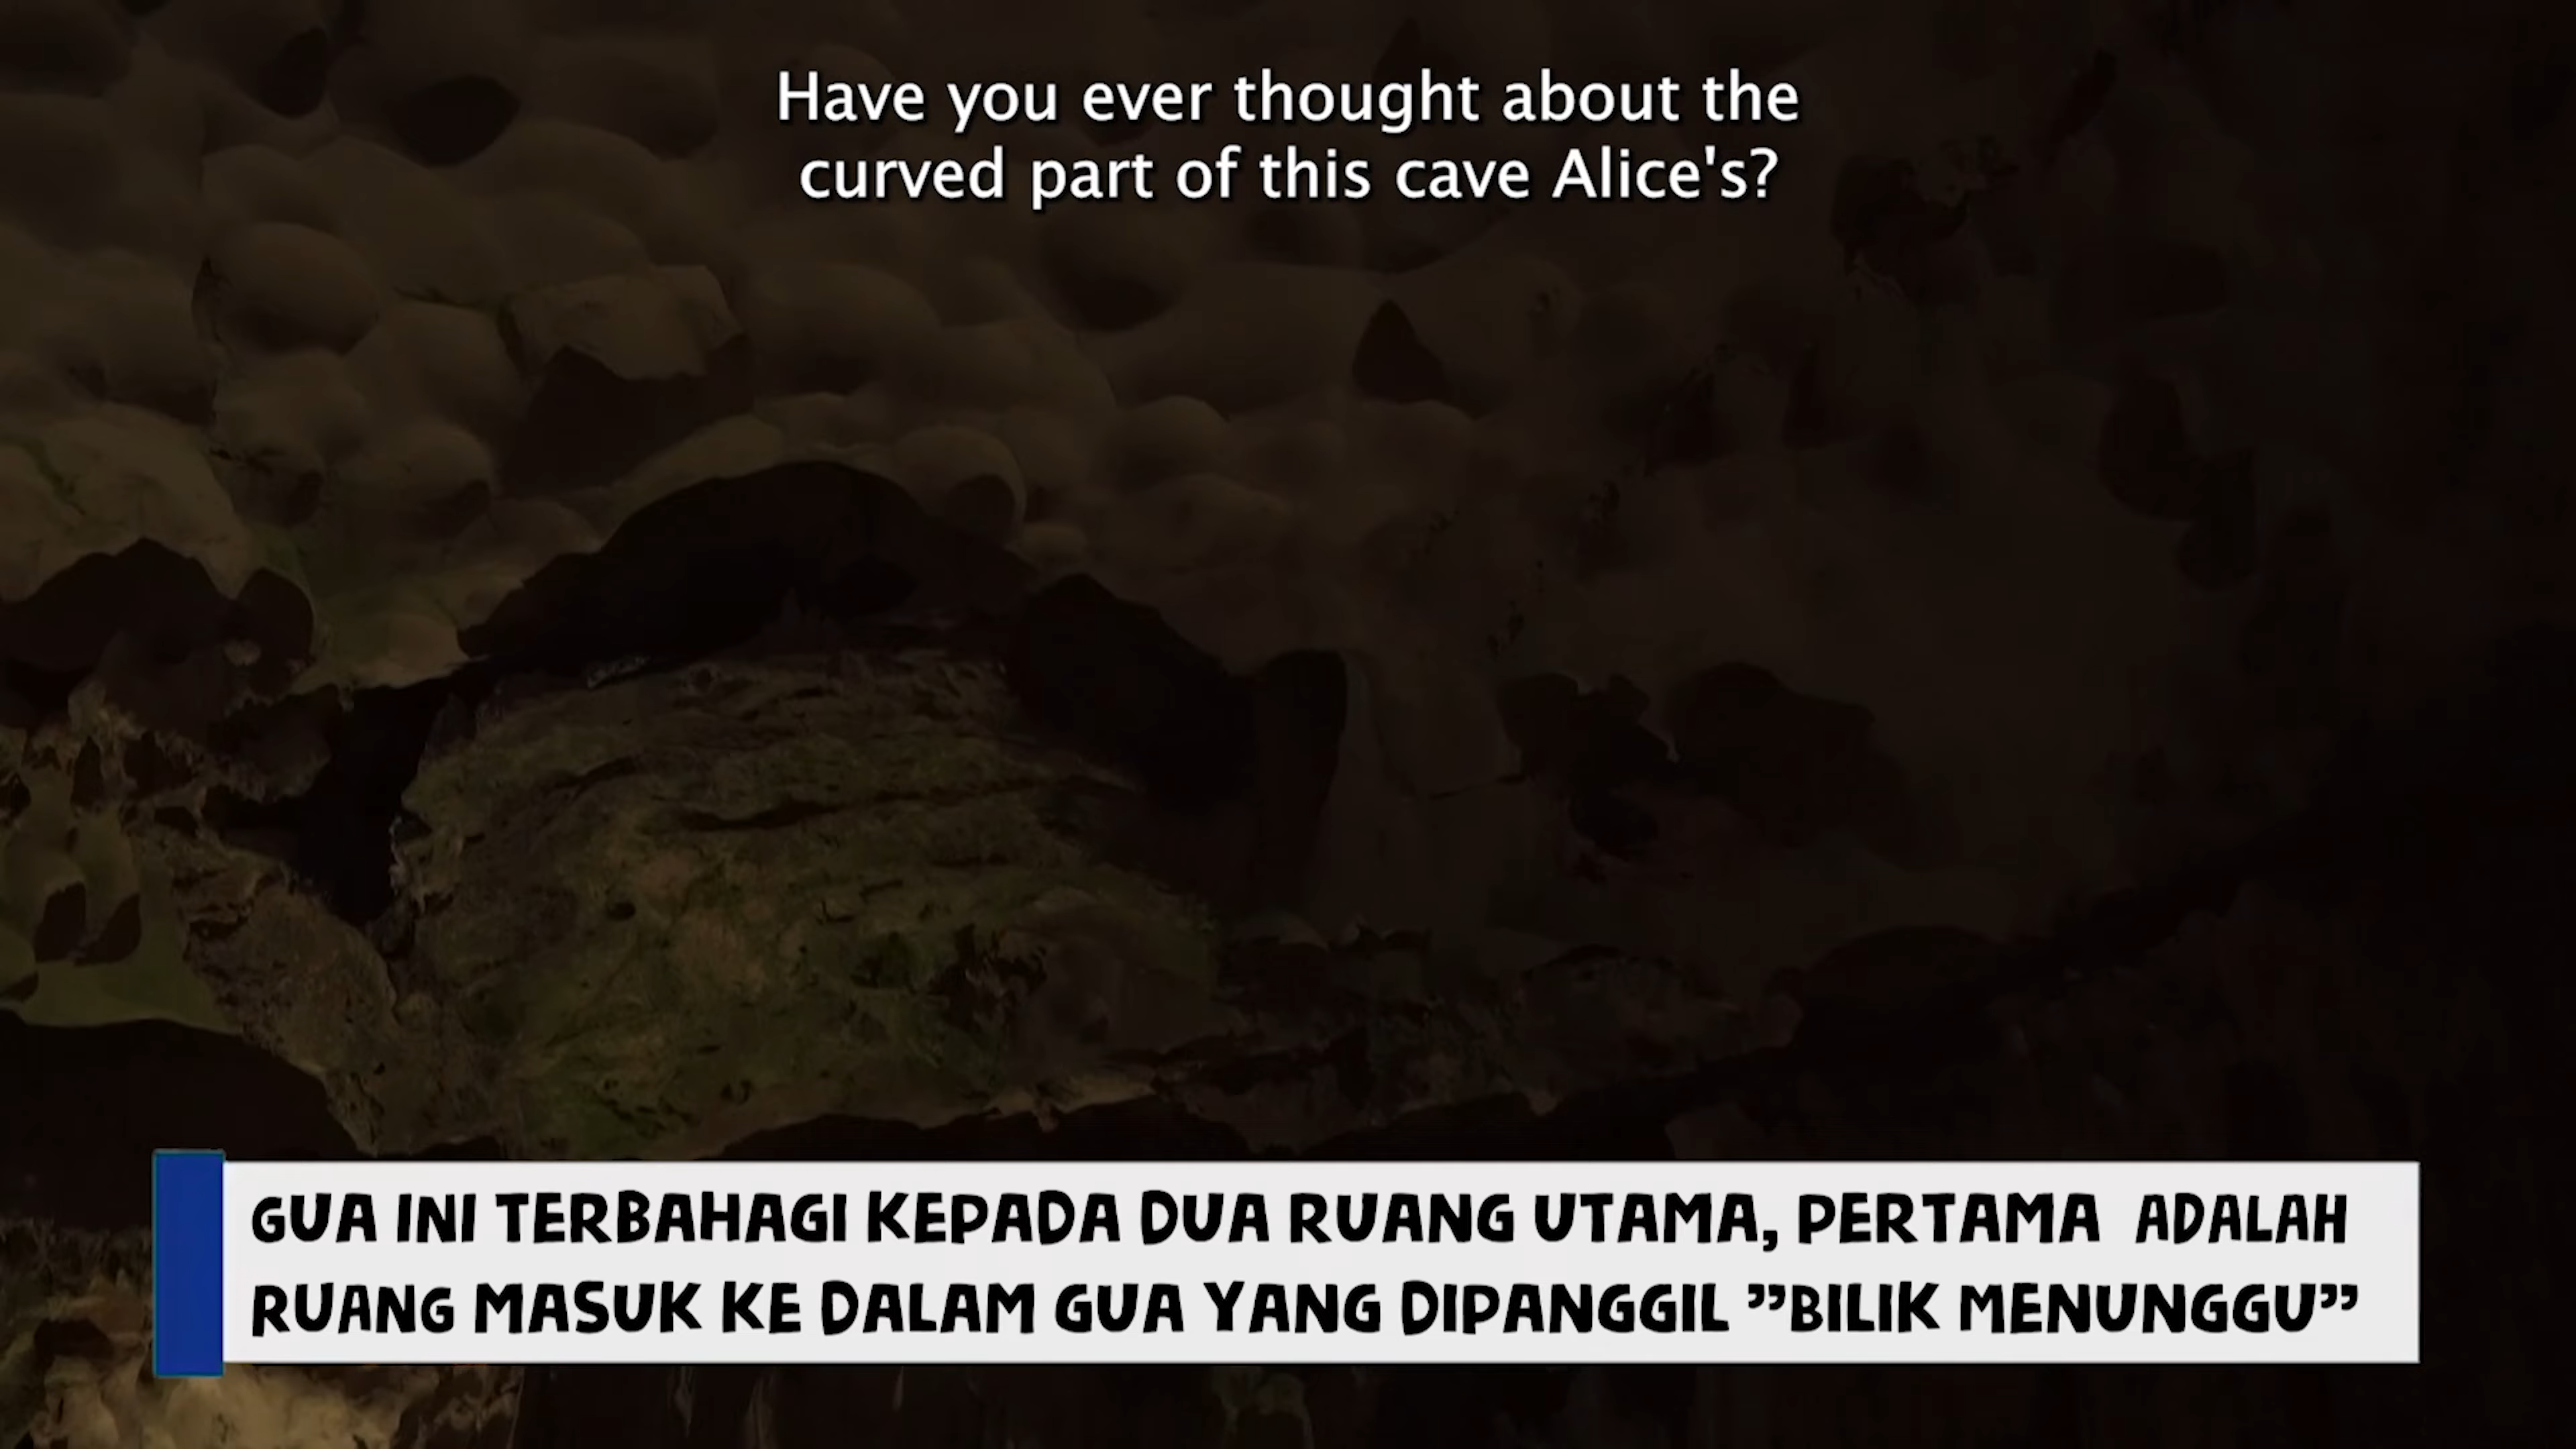 Have you ever thought about the
curved part of this cave Alice's?
GUA INI TERBAHAGI KEPADA DUA RUANG UTAMA, PERTAMA ADALAH
RUANG MASUK KE DALAM GUA YANG DIPANGGIL ”BILIK MENUNGGU”